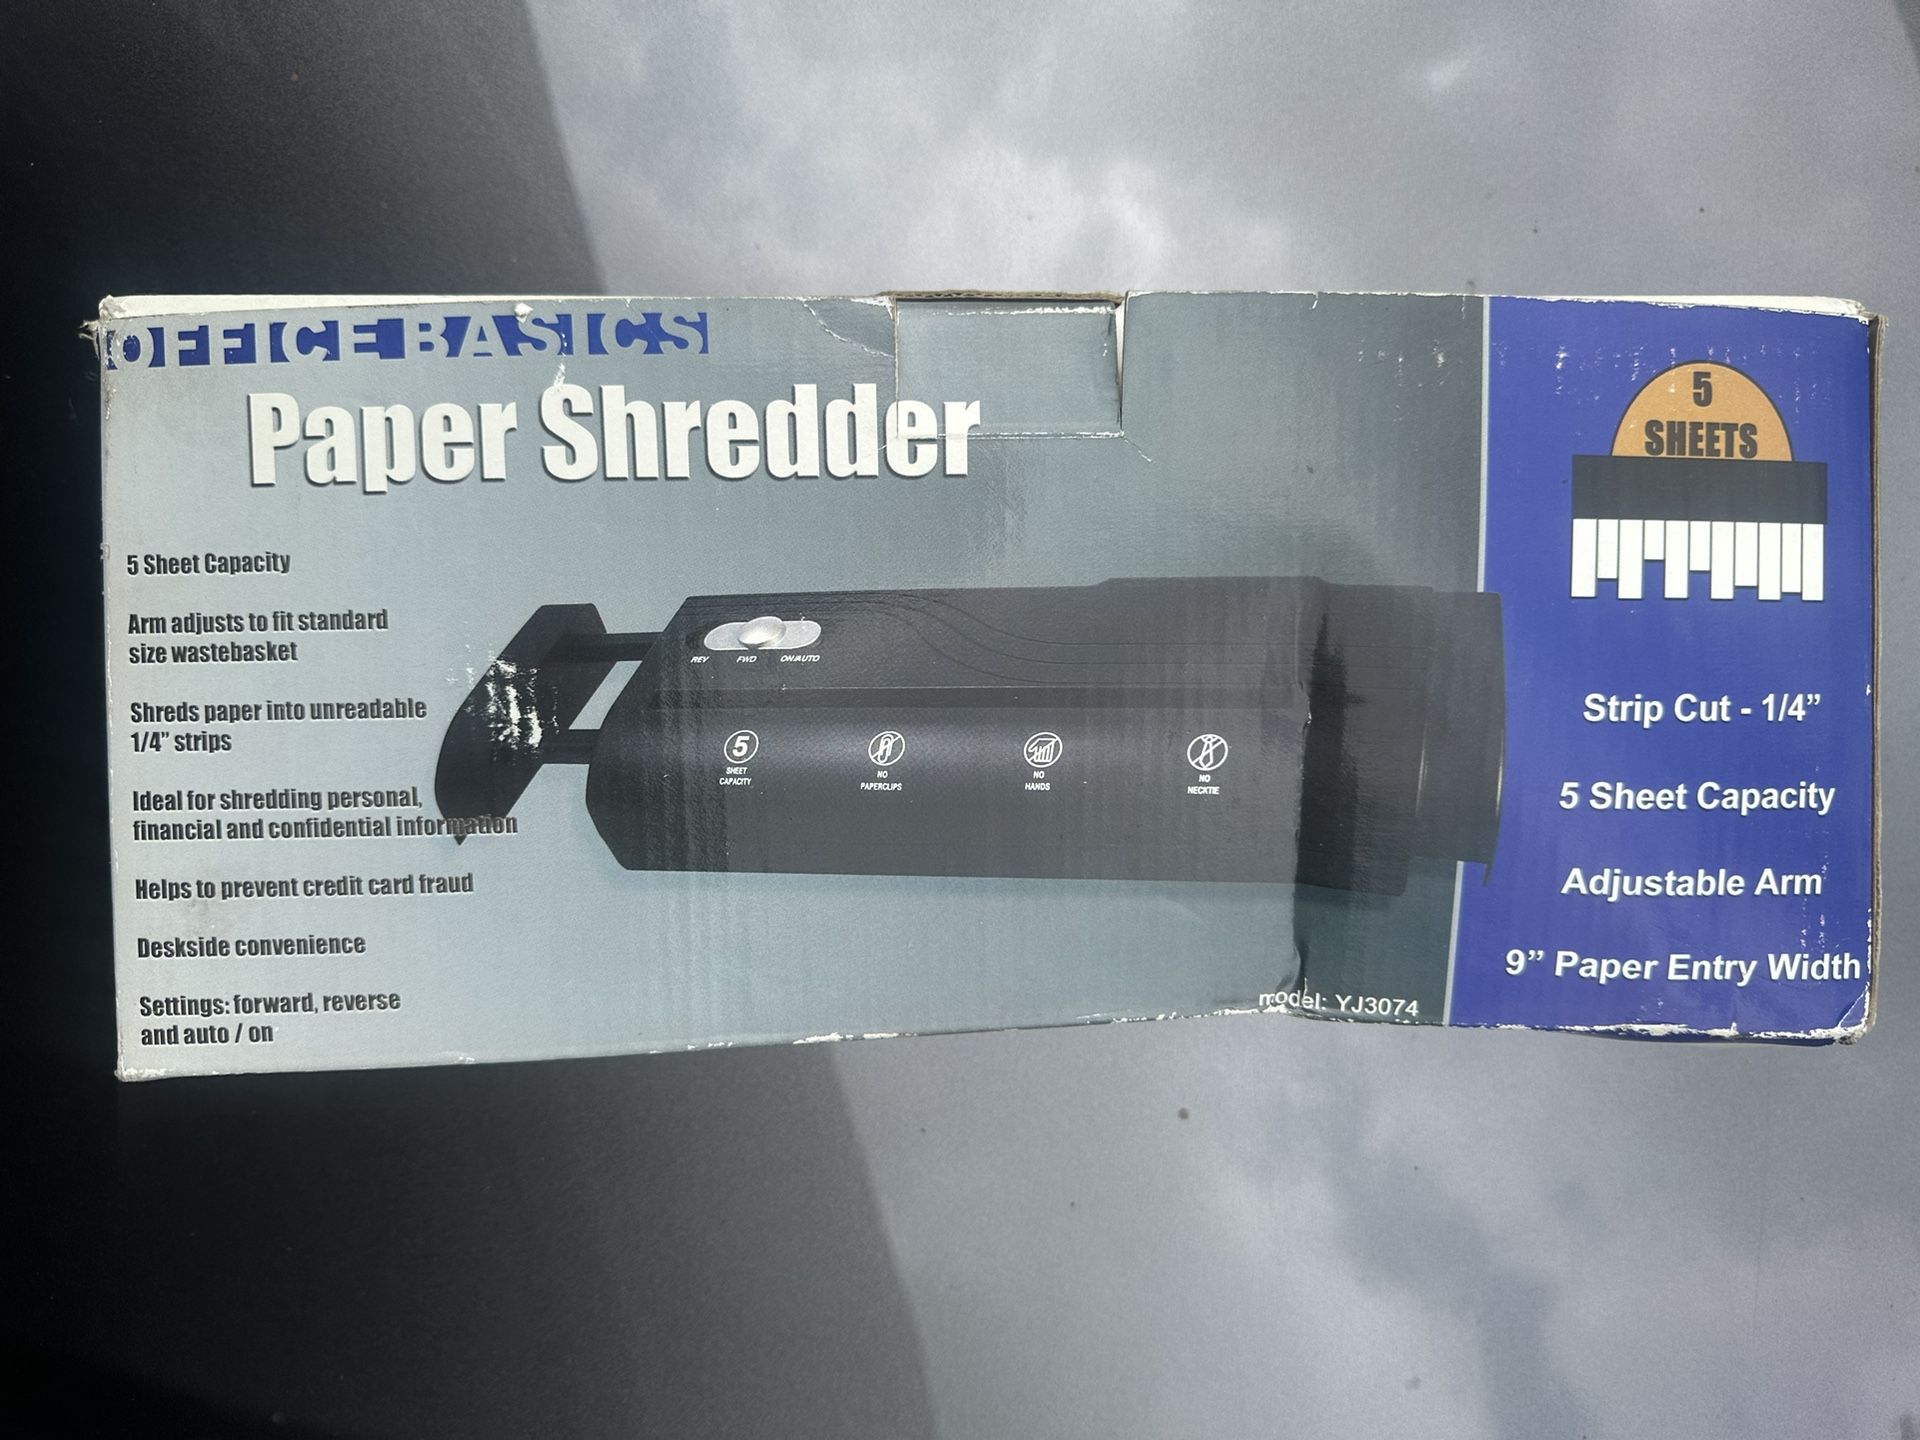 OFFICE BASICS
Paper Shredder
5 Sheet Capacity
Arm adjusts to fit standard
size wastebasket
Shreds paper into unreadable
1/4” strips
Ideal for shredding personal,
financial and confidential information
Helps to prevent credit card fraud
Deskside convenience
Settings: forward, reverse
and auto / on
REV FWD ON/AUTO
5
SHEET
CAPACITY
NO
PAPERCLIPS
NO
HANDS
NO
NECKTIE
model: YJ3074
5
SHEETS
Strip Cut - 1/4”
5 Sheet Capacity
Adjustable Arm
9” Paper Entry Width